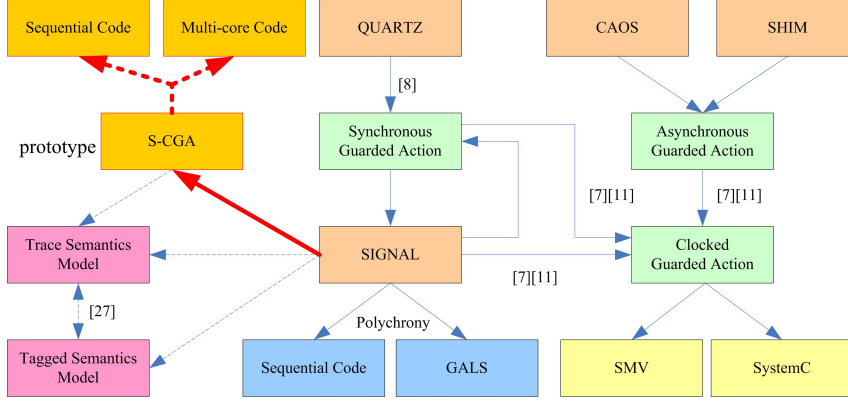 Sequential Code
Multi-core Code
QUARTZ
CAOS
SHIM
[8]
prototype
S-CGA
Synchronous
Guarded Action
Asynchronous
Guarded Action
[7][11]
[7][11]
Trace Semantics
Model
SIGNAL
Clocked
Guarded Action
[7][11]
[27]
Polychrony
Tagged Semantics
Model
Sequential Code
GALS
SMV
SystemC